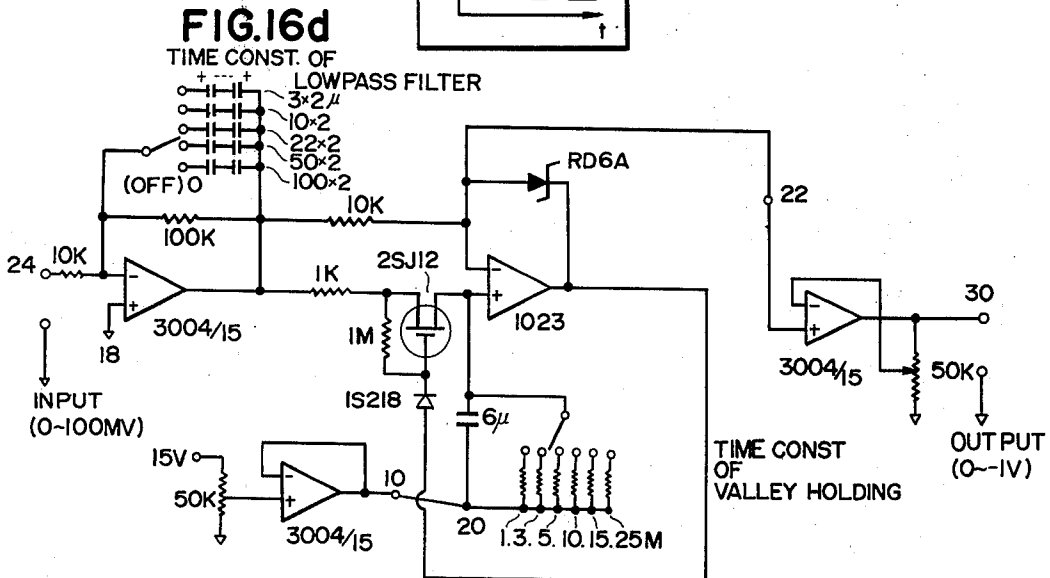 t
FIG.16d
TIME CONST. OF
LOWPASS FILTER
+ --- +
3×2μ
10×2
22×2
50×2
100×2
(OFF) 0
10K
100K
24
10K
-
+
3004/15
18
INPUT
(0~100MV)
1K
2SJ12
1M
1S218
RD6A
-
+
1023
6μ
22
-
+
3004/15
30
50K
OUTPUT
(0~-1V)
15V
50K
-
+
3004/15
10
20
1.3. 5. 10. 15. 25M
TIME CONST
OF
VALLEY HOLDING